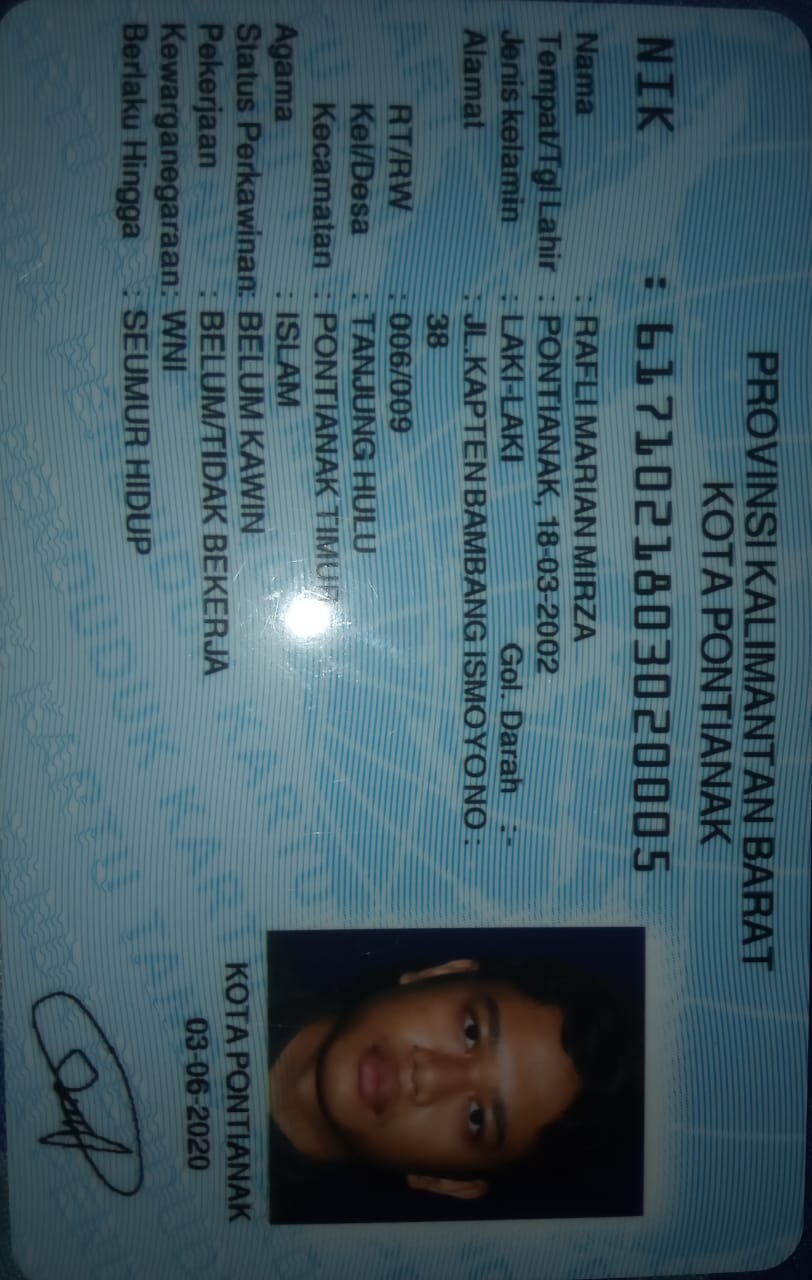 PROVINSI KALIMANTAN BARAT
KOTA PONTIANAK
NIK : 6171021803020005
Nama : RAFLI MARIAN MIRZA
Tempat/Tgl Lahir : PONTIANAK, 18-03-2002
Jenis kelamin : LAKI-LAKI Gol. Darah :-
Alamat : JL.KAPTEN BAMBANG ISMOYO NO :
38
RT/RW : 006/009
Kel/Desa : TANJUNG HULU
Kecamatan : PONTIANAK TIMUR
Agama : ISLAM
Status Perkawinan: BELUM KAWIN
Pekerjaan : BELUM/TIDAK BEKERJA
Kewarganegaraan: WNI
Berlaku Hingga : SEUMUR HIDUP
KOTA PONTIANAK
03-06-2020